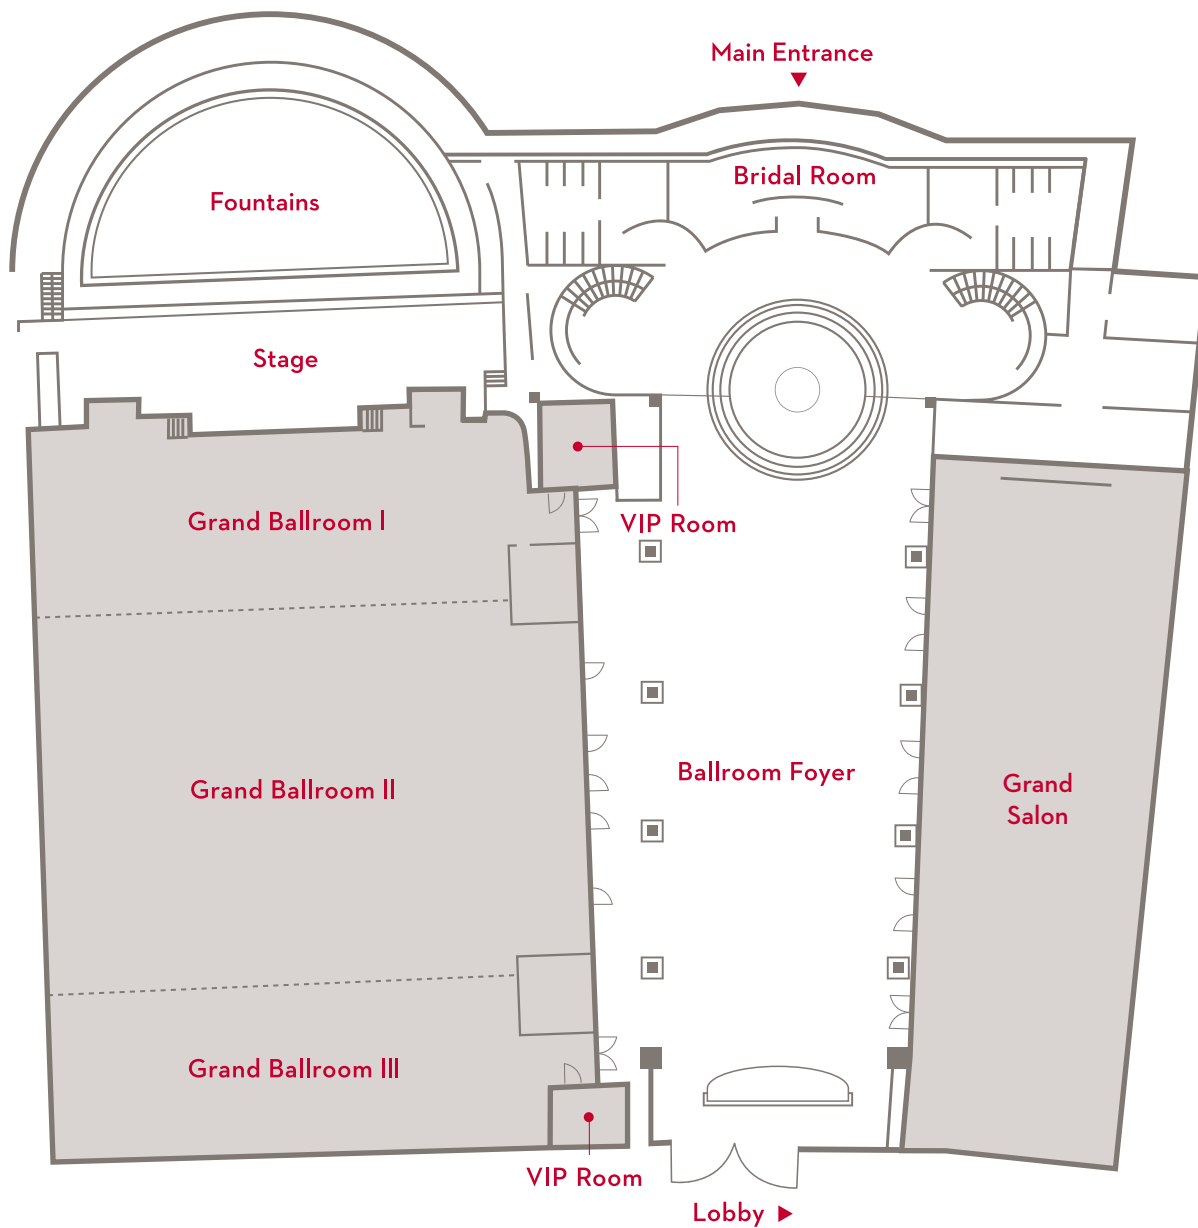 Main Entrance
Bridal Room
Fountains
Stage
Grand Ballroom I
VIP Room
Grand Ballroom II
Ballroom Foyer
Grand
Salon
Grand Ballroom III
VIP Room
Lobby